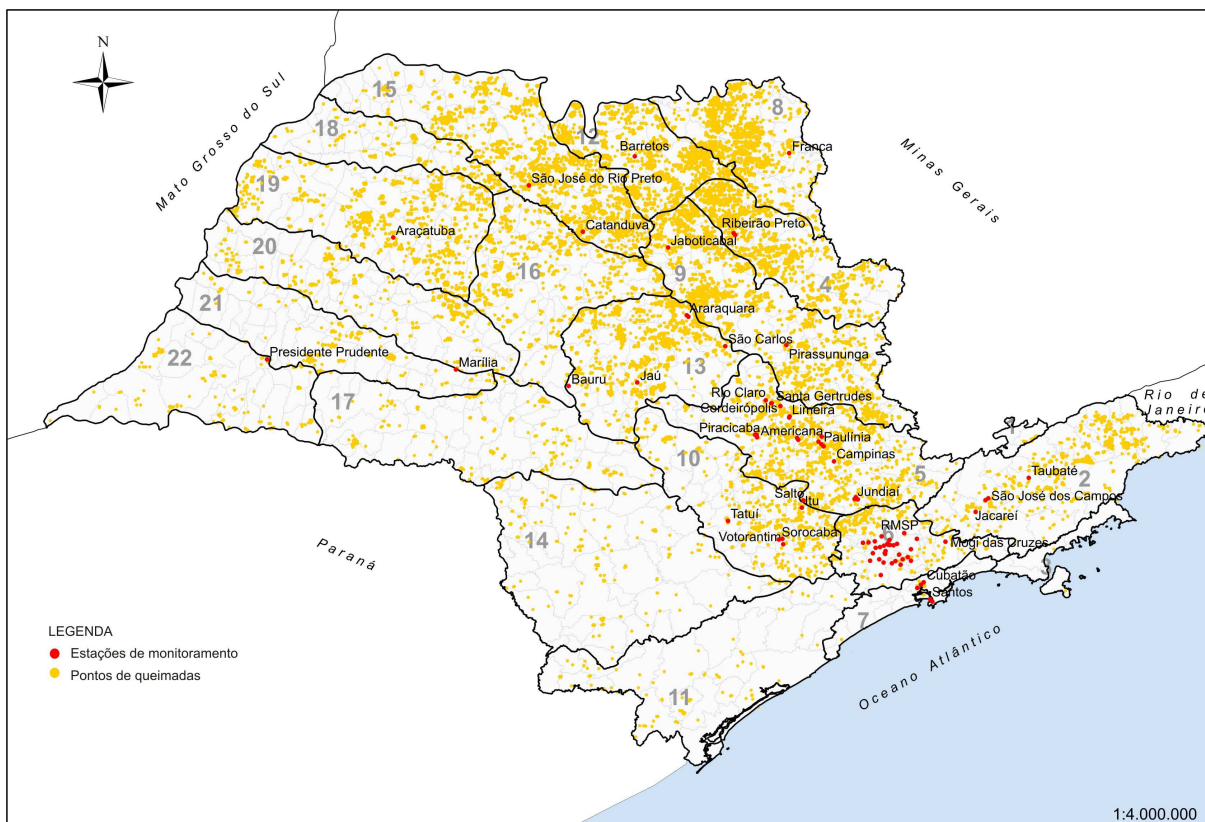 N
Mato Grosso do Sul
Minas Gerais
15
8
18
12
Franca
Barretos
19
São José do Rio Preto
Araçatuba
Catanduva
Ribeirão Preto
Jaboticabal
20
16
9
4
21
Araraquara
São Carlos
Pirassununga
22
Presidente Prudente
Marília
13
Bauru
Jaú
17
Rio Claro
Santa Gertrudes
Cordeirópolis
Limeira
Piracicaba
Americana
Paulínia
Campinas
Rio de
Janeiro
1
10
5
Taubaté
2
São José dos Campos
Jacareí
Salto
Itu
Jundiaí
Tatuí
Votorantim
Sorocaba
RMSP
6
Mogi das Cruzes
14
Paraná
3
Cubatão
Santos
7
11
Oceano Atlântico
LEGENDA
Estações de monitoramento
Pontos de queimadas
1:4.000.000